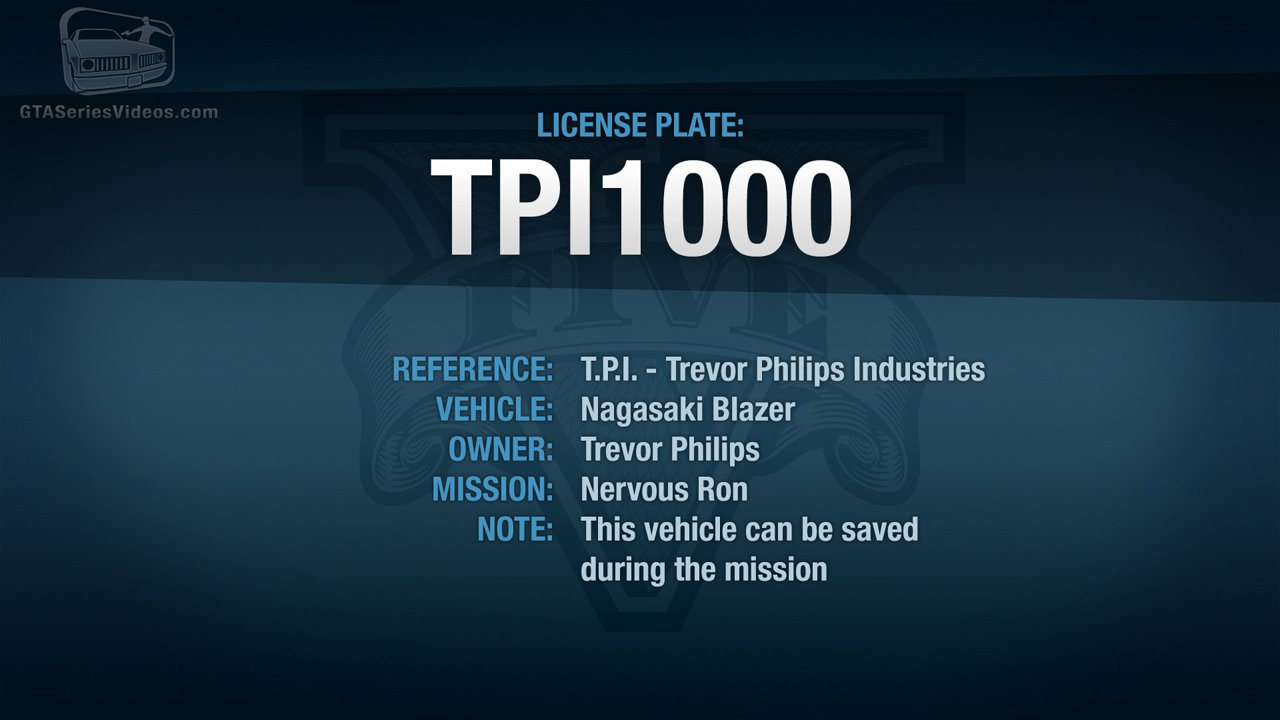 GTASeriesVideos.com
LICENSE PLATE:
TPI1000
FIVE
REFERENCE: T.P.I. - Trevor Philips Industries
VEHICLE: Nagasaki Blazer
OWNER: Trevor Philips
MISSION: Nervous Ron
NOTE: This vehicle can be saved
during the mission